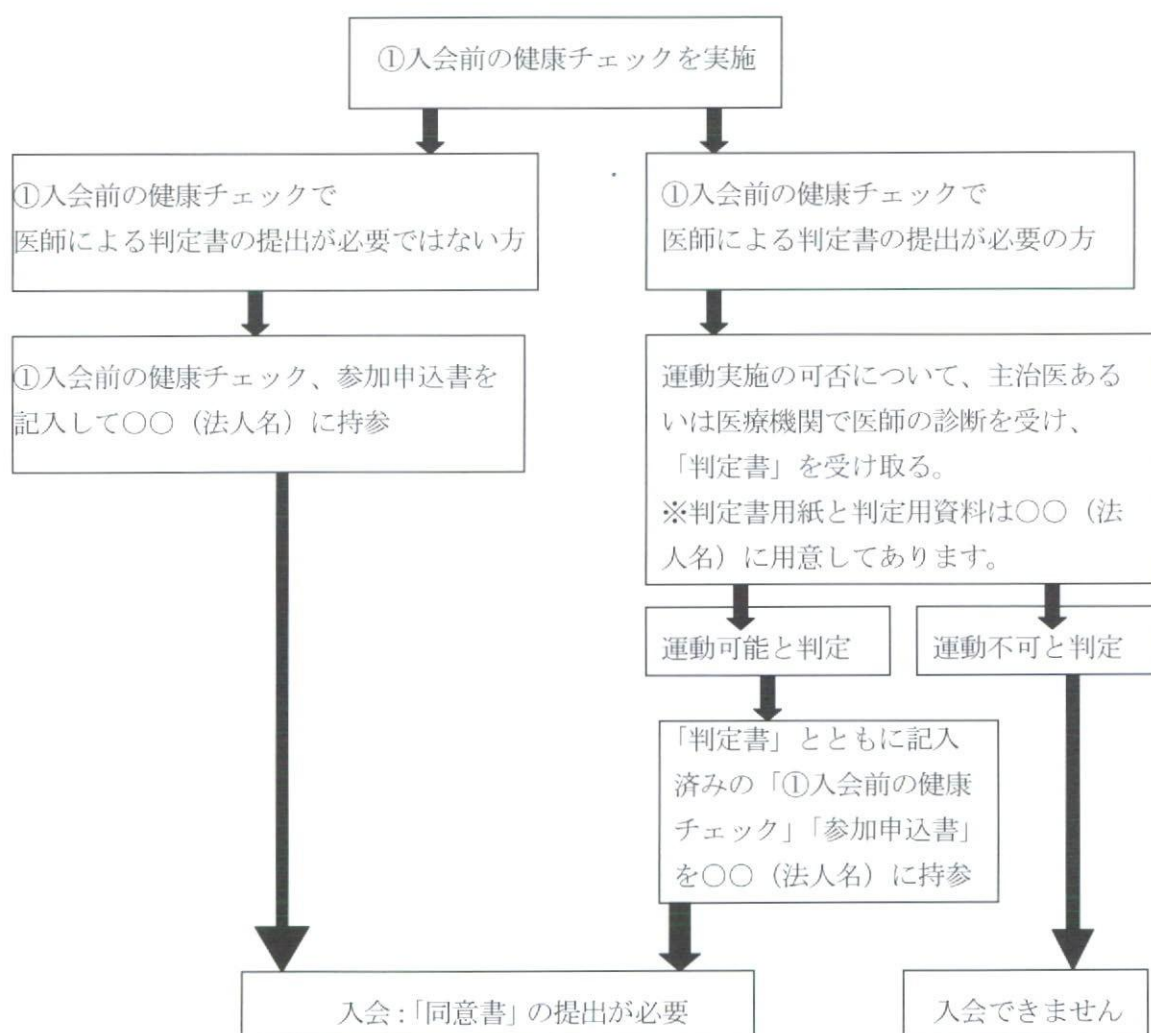 ①入会前の健康チェックを実施
①入会前の健康チェックで
医師による判定書の提出が必要ではない方
①入会前の健康チェックで
医師による判定書の提出が必要の方
①入会前の健康チェック、参加申込書を
記入して〇〇（法人名）に持参
運動実施の可否について、主治医ある
いは医療機関で医師の診断を受け、
「判定書」を受け取る。
※判定書用紙と判定用資料は〇〇（法
人名）に用意してあります。
運動可能と判定
運動不可と判定
「判定書」とともに記入
済みの「①入会前の健康
チェック」「参加申込書」
を〇〇（法人名）に持参
入会：「同意書」の提出が必要
入会できません